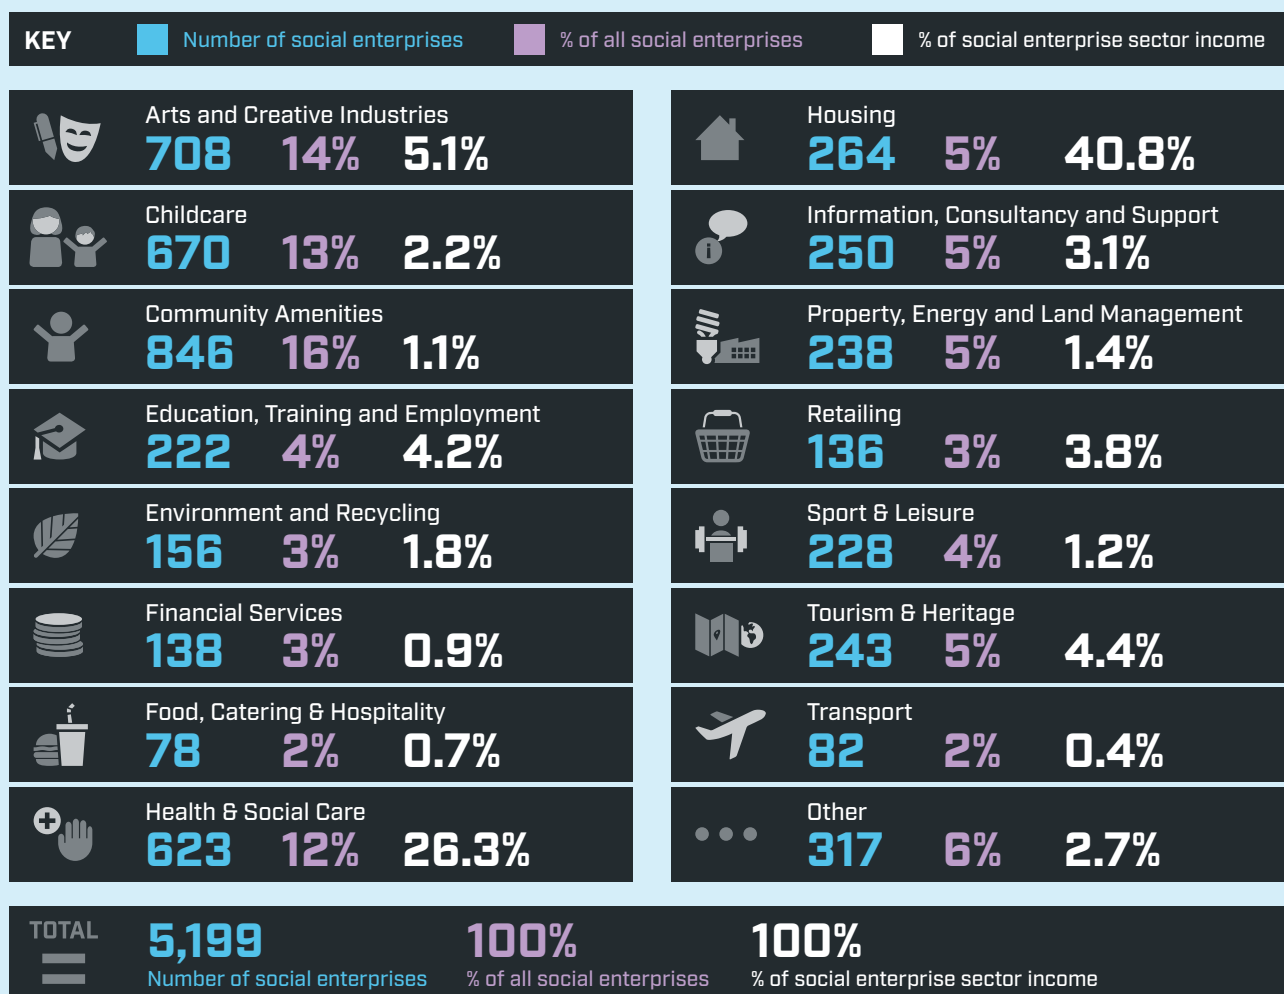 KEY
Number of social enterprises
% of all social enterprises
% of social enterprise sector income
Arts and Creative Industries
708 14% 5.1%
Childcare
670 13% 2.2%
Community Amenities
846 16% 1.1%
Education, Training and Employment
222 4% 4.2%
Environment and Recycling
156 3% 1.8%
Financial Services
138 3% 0.9%
Food, Catering & Hospitality
78 2% 0.7%
Health & Social Care
623 12% 26.3%
Housing
264 5% 40.8%
Information, Consultancy and Support
250 5% 3.1%
Property, Energy and Land Management
238 5% 1.4%
Retailing
136 3% 3.8%
Sport & Leisure
228 4% 1.2%
Tourism & Heritage
243 5% 4.4%
Transport
82 2% 0.4%
Other
317 6% 2.7%
TOTAL
5,199 100% 100%
Number of social enterprises % of all social enterprises % of social enterprise sector income